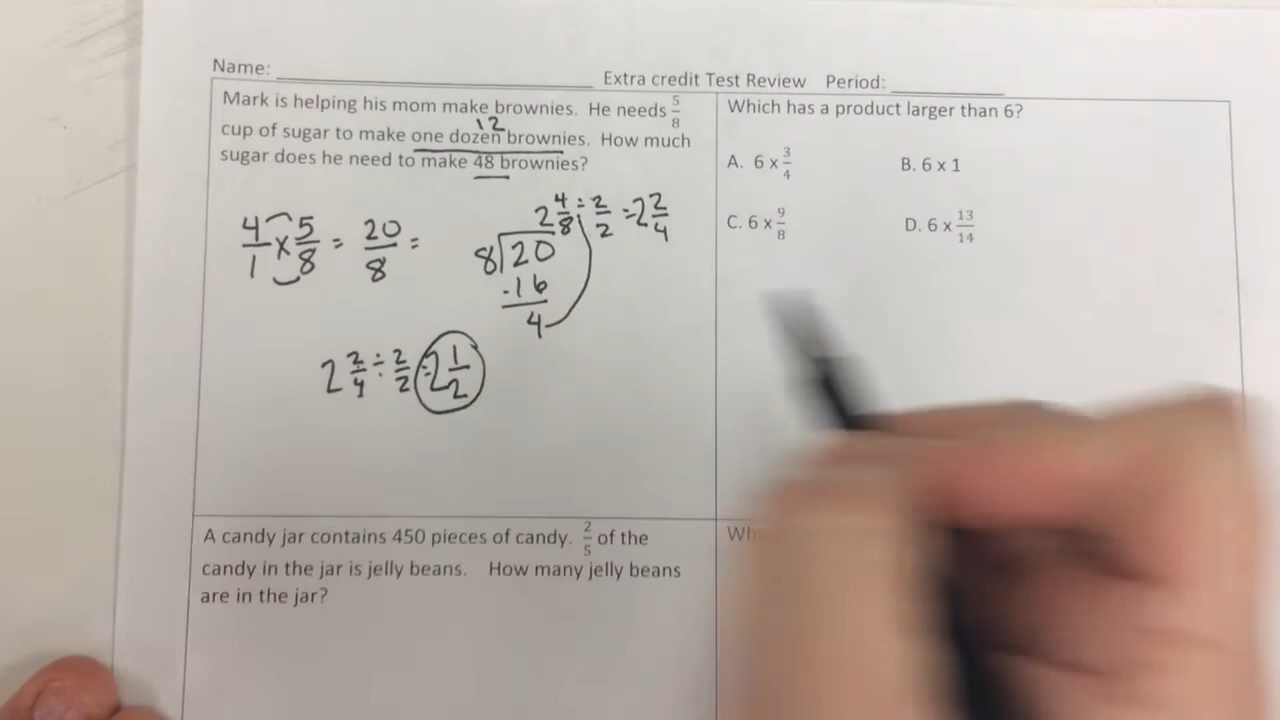 Name: ____ Extra credit Test Review Period: ____
Mark is helping his mom make brownies. He needs 5/8
12
cup of sugar to make one dozen brownies. How much
sugar does he need to make 48 brownies?
4/1 x 5/8 = 20/8 =
2 4/8 ÷ 2/2 = 2 2/4
8)20
-16
4
2 2/4 ÷ 2/2 = 2 1/2
Which has a product larger than 6?
A. 6 x 3/4 B. 6 x 1
C. 6 x 9/8 D. 6 x 13/14
A candy jar contains 450 pieces of candy. 2/5 of the
candy in the jar is jelly beans. How many jelly beans
are in the jar?